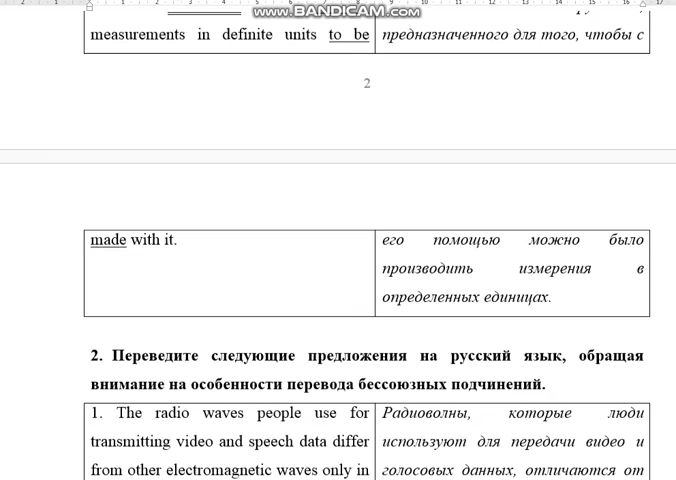 www.BANDICAM.com
measurements in definite units to be
предназначенного для того, чтобы с
2
made with it.
его помощью можно было
производить измерения в
определенных единицах.
2. Переведите следующие предложения на русский язык, обращая
внимание на особенности перевода бессоюзных подчинений.
1. The radio waves people use for
transmitting video and speech data differ
from other electromagnetic waves only in
Радиоволны, которые люди
используют для передачи видео и
голосовых данных, отличаются от